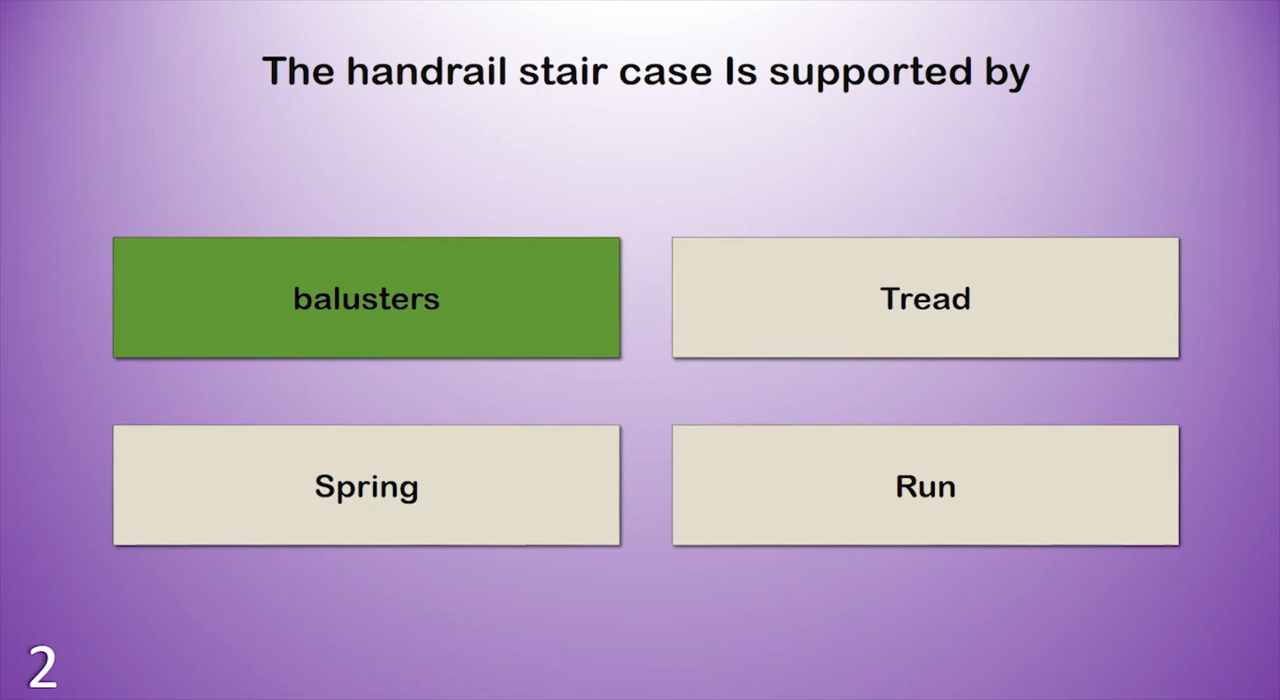 The handrail stair case Is supported by
balusters
Tread
Spring
Run
2